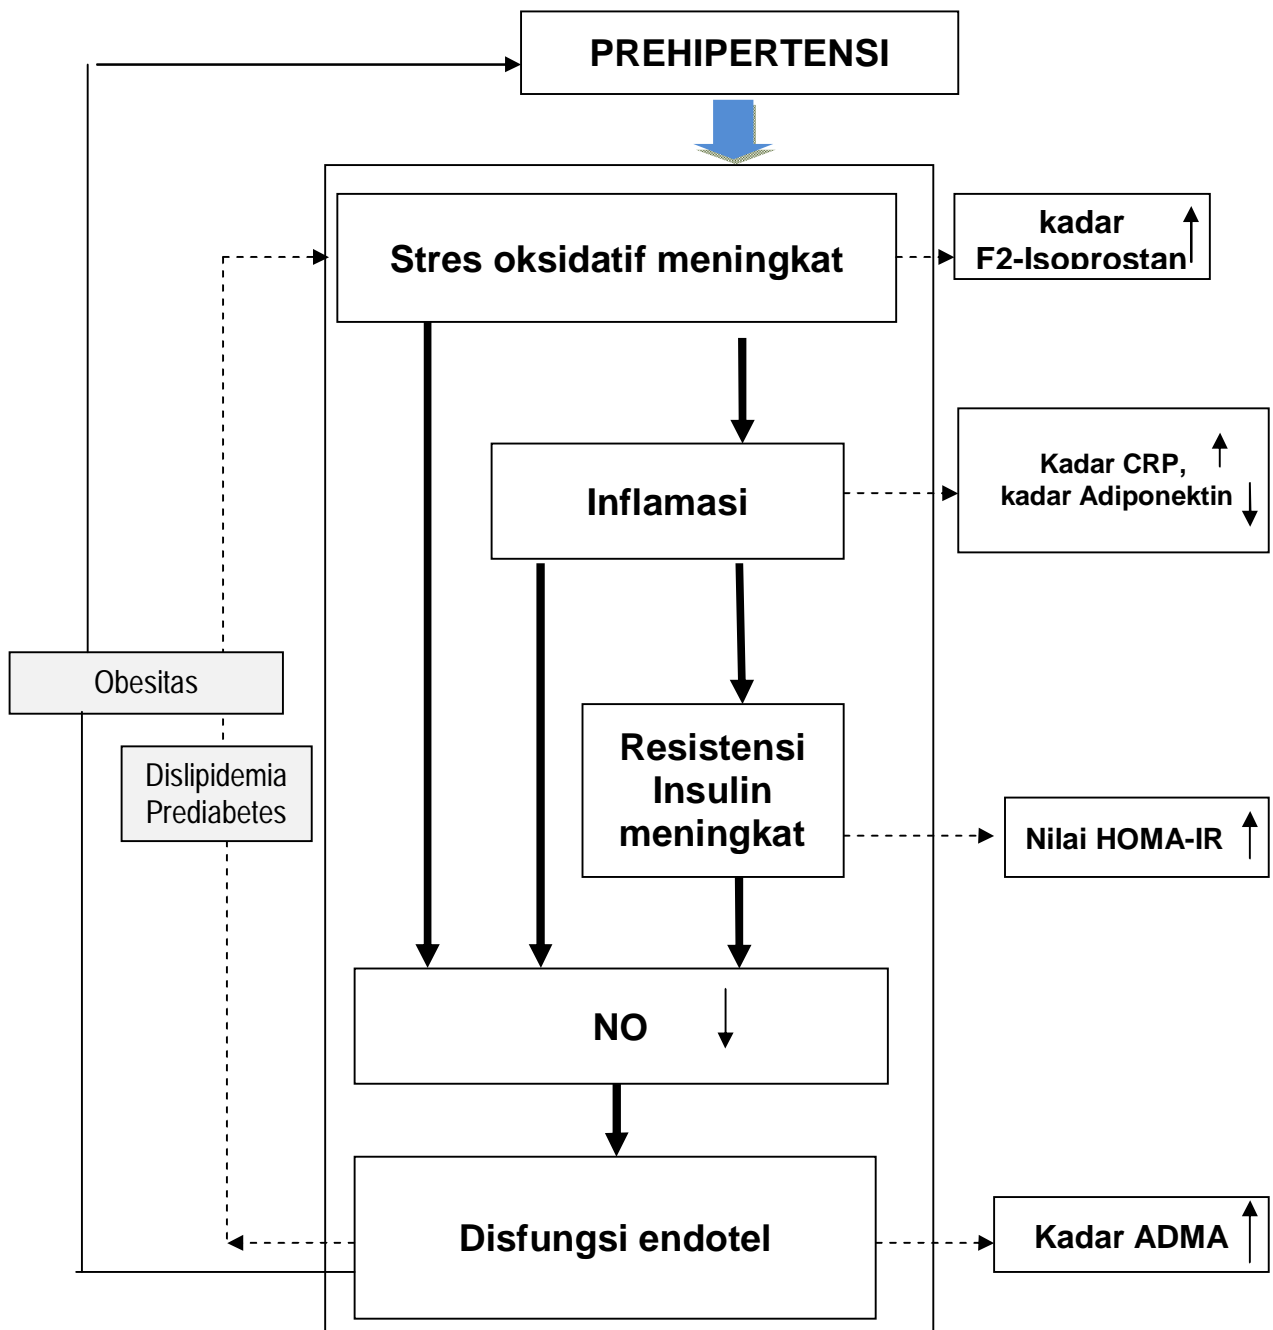 PREHIPERTENSI
Stres oksidatif meningkat
kadar
F2-Isoprostan
Inflamasi
Kadar CRP,
kadar Adiponektin
Obesitas
Dislipidemia
Prediabetes
Resistensi
Insulin
meningkat
Nilai HOMA-IR
NO
Disfungsi endotel
Kadar ADMA